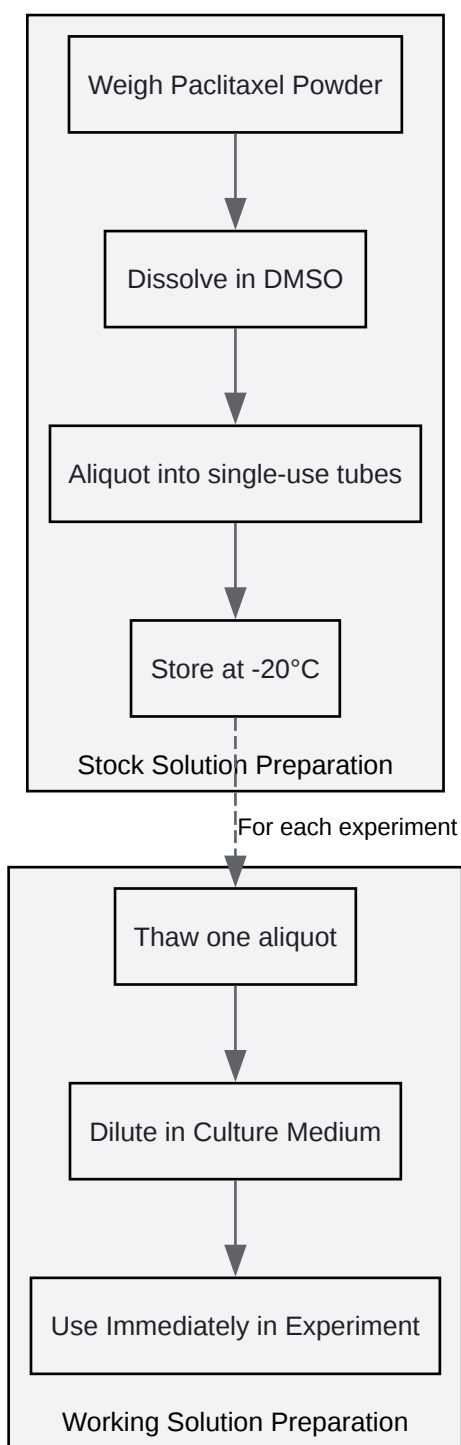 Weigh Paclitaxel Powder
Dissolve in DMSO
Aliquot into single-use tubes
Store at -20°C
Stock Solution Preparation
For each experiment
Thaw one aliquot
Dilute in Culture Medium
Use Immediately in Experiment
Working Solution Preparation